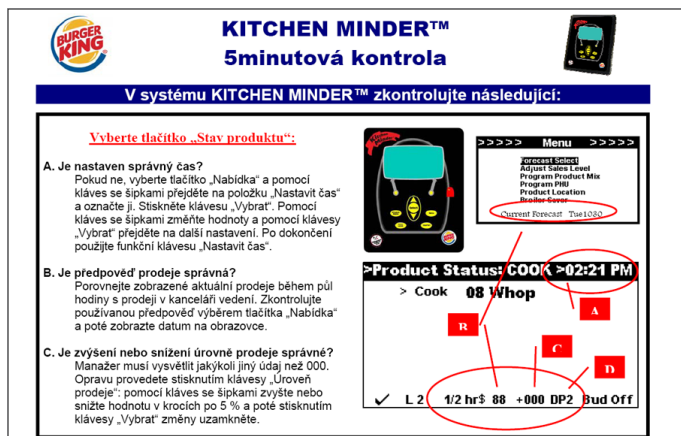 BURGER
KING
KITCHEN MINDER™
5minutová kontrola
V systému KITCHEN MINDER™ zkontrolujte následující:
Vyberte tlačítko „Stav produktu“:
A. Je nastaven správný čas?
Pokud ne, vyberte tlačítko „Nabídka“ a pomocí
kláves se šipkami přejděte na položku „Nastavit čas“
a označte ji. Stiskněte klávesu „Vybrat“. Pomocí
kláves se šipkami změňte hodnoty a pomocí klávesy
„Vybrat“ přejděte na další nastavení. Po dokončení
použijte funkční klávesu „Nastavit čas“.
B. Je předpověď prodeje správná?
Porovnejte zobrazené aktuální prodeje během půl
hodiny s prodeji v kanceláři vedení. Zkontrolujte
používanou předpověď výběrem tlačítka „Nabídka“
a poté zobrazte datum na obrazovce.
C. Je zvýšení nebo snížení úrovně prodeje správné?
Manažer musí vysvětlit jakýkoli jiný údaj než 000.
Opravu provedete stisknutím klávesy „Úroveň
prodeje“: pomocí kláves se šipkami zvyšte nebo
snižte hodnotu v krocích po 5 % a poté stisknutím
klávesy „Vybrat“ změny uzamkněte.
>>>>> Menu >>>>>
Forecast Select
Adjust Sales Level
Program Product Mix
Program PHU
Product Location
Broiler Saver
Current Forecast Tue1030
>Product Status: COOK >02:21 PM
> Cook 08 Whop
A
B
C
D
✓ L 2 1/2 hr$ 88 +000 DP2 Bud Off